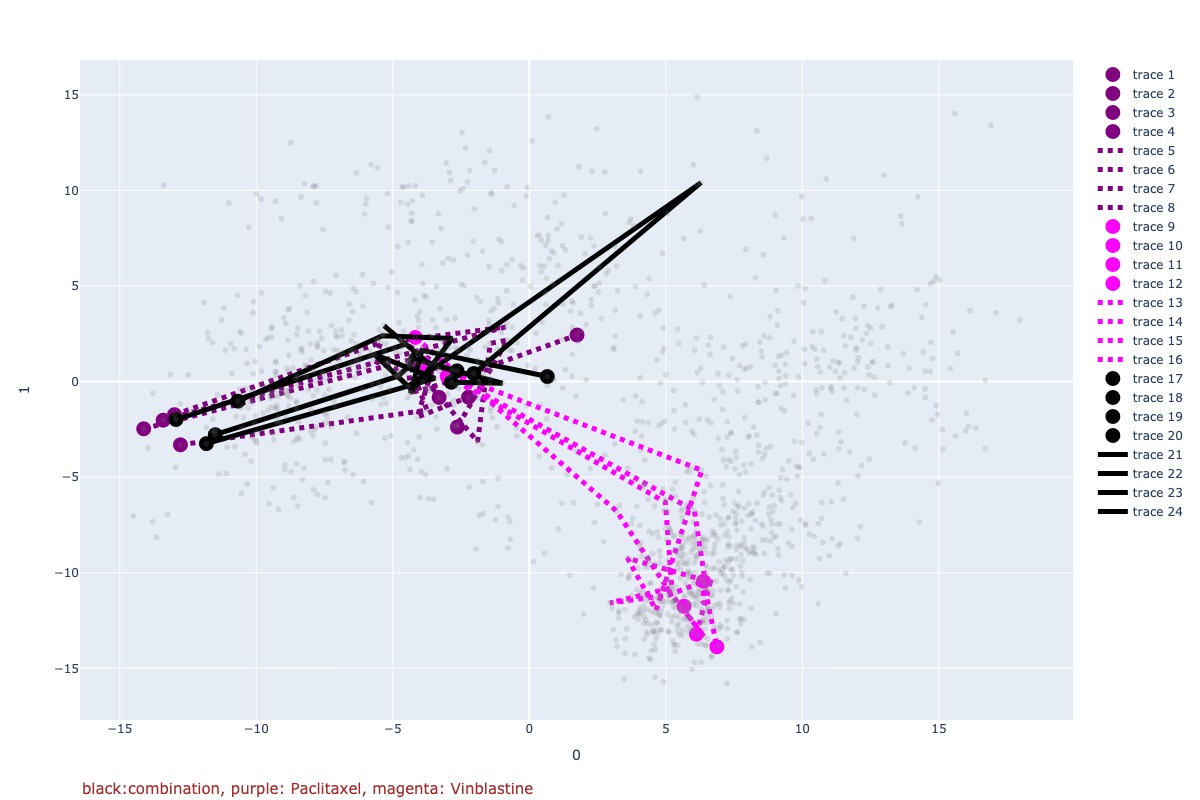 15
10
5
0
−5
−10
−15
−15 −10 −5 0 5 10 15
0
1
trace 1
trace 2
trace 3
trace 4
trace 5
trace 6
trace 7
trace 8
trace 9
trace 10
trace 11
trace 12
trace 13
trace 14
trace 15
trace 16
trace 17
trace 18
trace 19
trace 20
trace 21
trace 22
trace 23
trace 24
black:combination, purple: Paclitaxel, magenta: Vinblastine